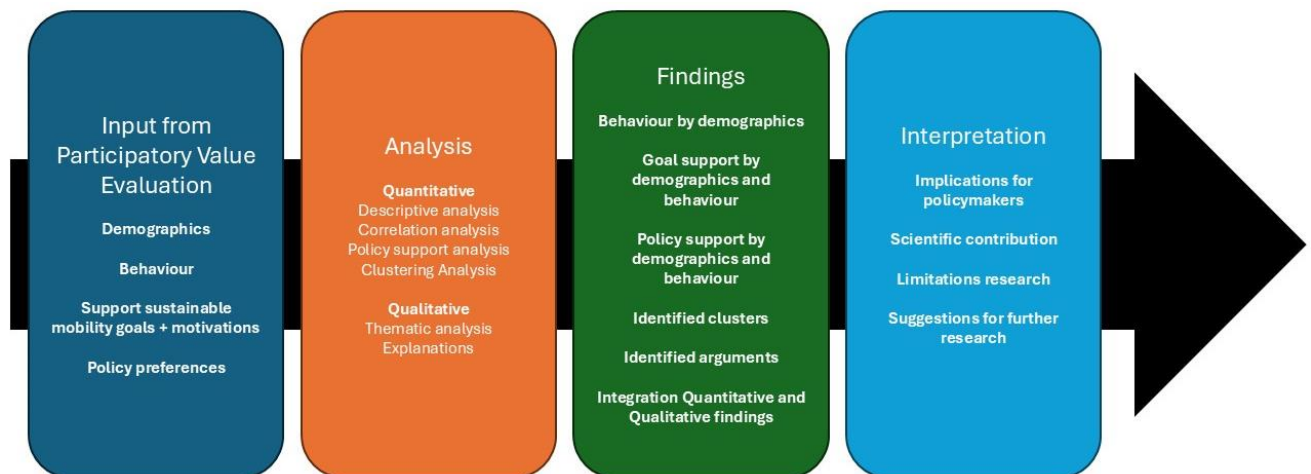 Input from
Participatory Value
Evaluation
Demographics
Behaviour
Support sustainable
mobility goals + motivations
Policy preferences
Analysis
Quantitative
Descriptive analysis
Correlation analysis
Policy support analysis
Clustering Analysis
Qualitative
Thematic analysis
Explanations
Findings
Behaviour by demographics
Goal support by
demographics and
behaviour
Policy support by
demographics and
behaviour
Identified clusters
Identified arguments
Integration Quantitative and
Qualitative findings
Interpretation
Implications for
policymakers
Scientific contribution
Limitations research
Suggestions for further
research